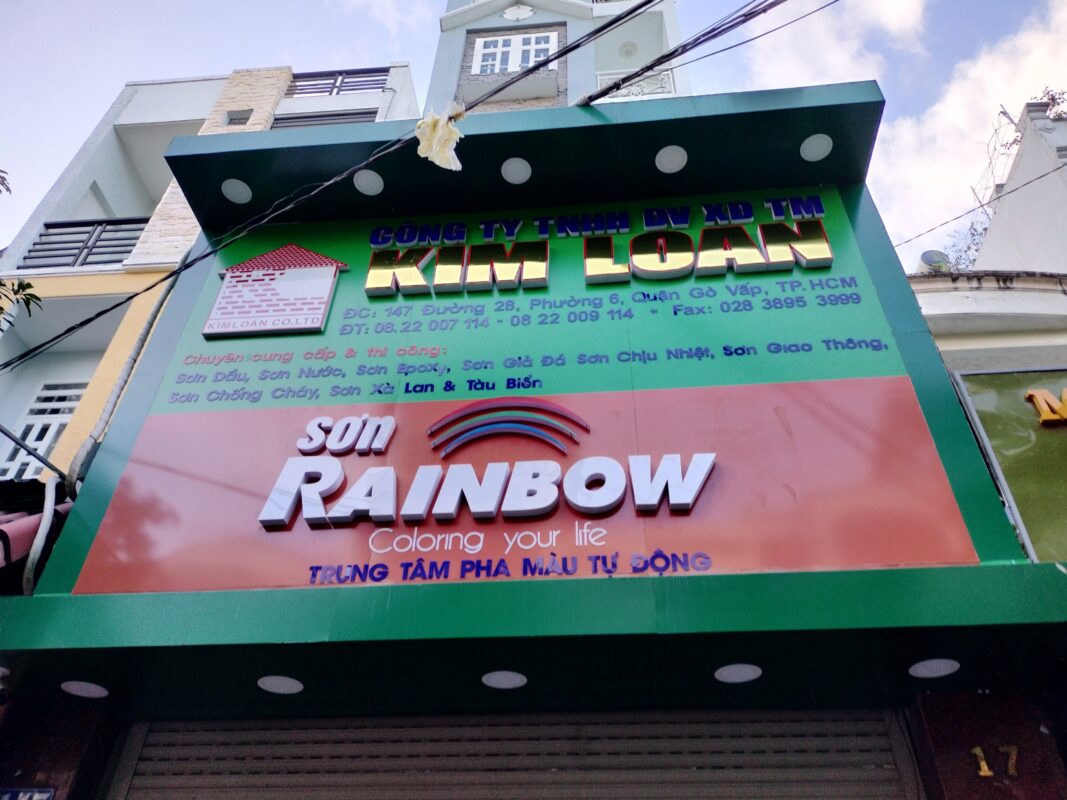 CÔNG TY TNHH DV XD TM
KIM LOAN
KIMLOAN CO.LTD
ĐC: 147 Đường 28, Phường 6, Quận Gò Vấp, TP.HCM
ĐT: 08.22 007 114 - 08 22 009 114 * Fax: 028 3895 3999
Chuyên cung cấp & thi công:
Sơn Dầu, Sơn Nước, Sơn Epoxy, Sơn Giả Đá Sơn Chịu Nhiệt, Sơn Giao Thông,
Sơn Chống Cháy, Sơn Xà Lan & Tàu Biển
SƠN
RAINBOW
Coloring your life
TRUNG TÂM PHA MÀU TỰ ĐỘNG
17